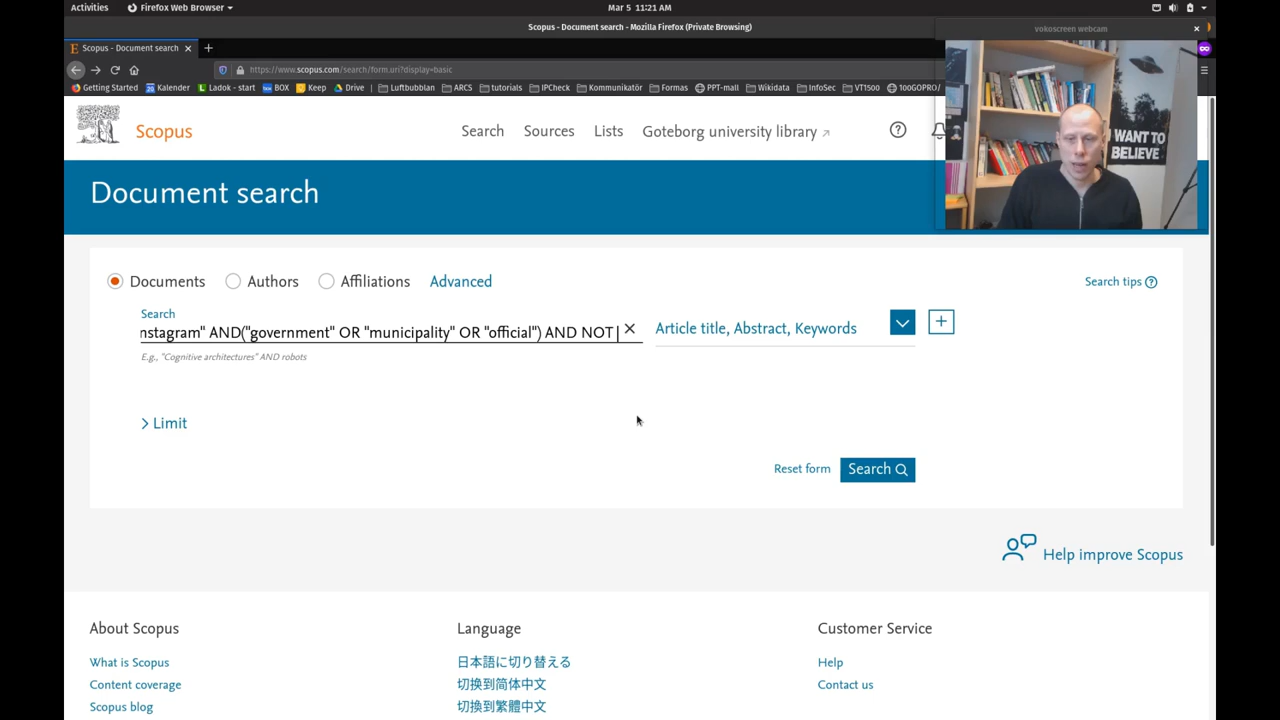 Activities
Firefox Web Browser
Mar 5 11:21 AM
Scopus - Document search - Mozilla Firefox (Private Browsing)
vokoscreen webcam
Scopus - Document search
https://www.scopus.com/search/form.uri?display=basic
Getting Started Kalender Ladok - start BOX Keep Drive Luftbubblan ARCS tutorials IPCheck Kommunikatör Formas PPT-mall Wikidata InfoSec VT1500 100GOPRO/
Scopus
Search Sources Lists Goteborg university library
I WANT TO
BELIEVE
Document search
Documents Authors Affiliations Advanced
Search tips
Search
nstagram" AND("government" OR "municipality" OR "official") AND NOT
Article title, Abstract, Keywords
E.g., "Cognitive architectures" AND robots
Limit
Reset form
Search
Help improve Scopus
About Scopus
What is Scopus
Content coverage
Scopus blog
Language
日本語に切り替える
切换到简体中文
切換到繁體中文
Customer Service
Help
Contact us